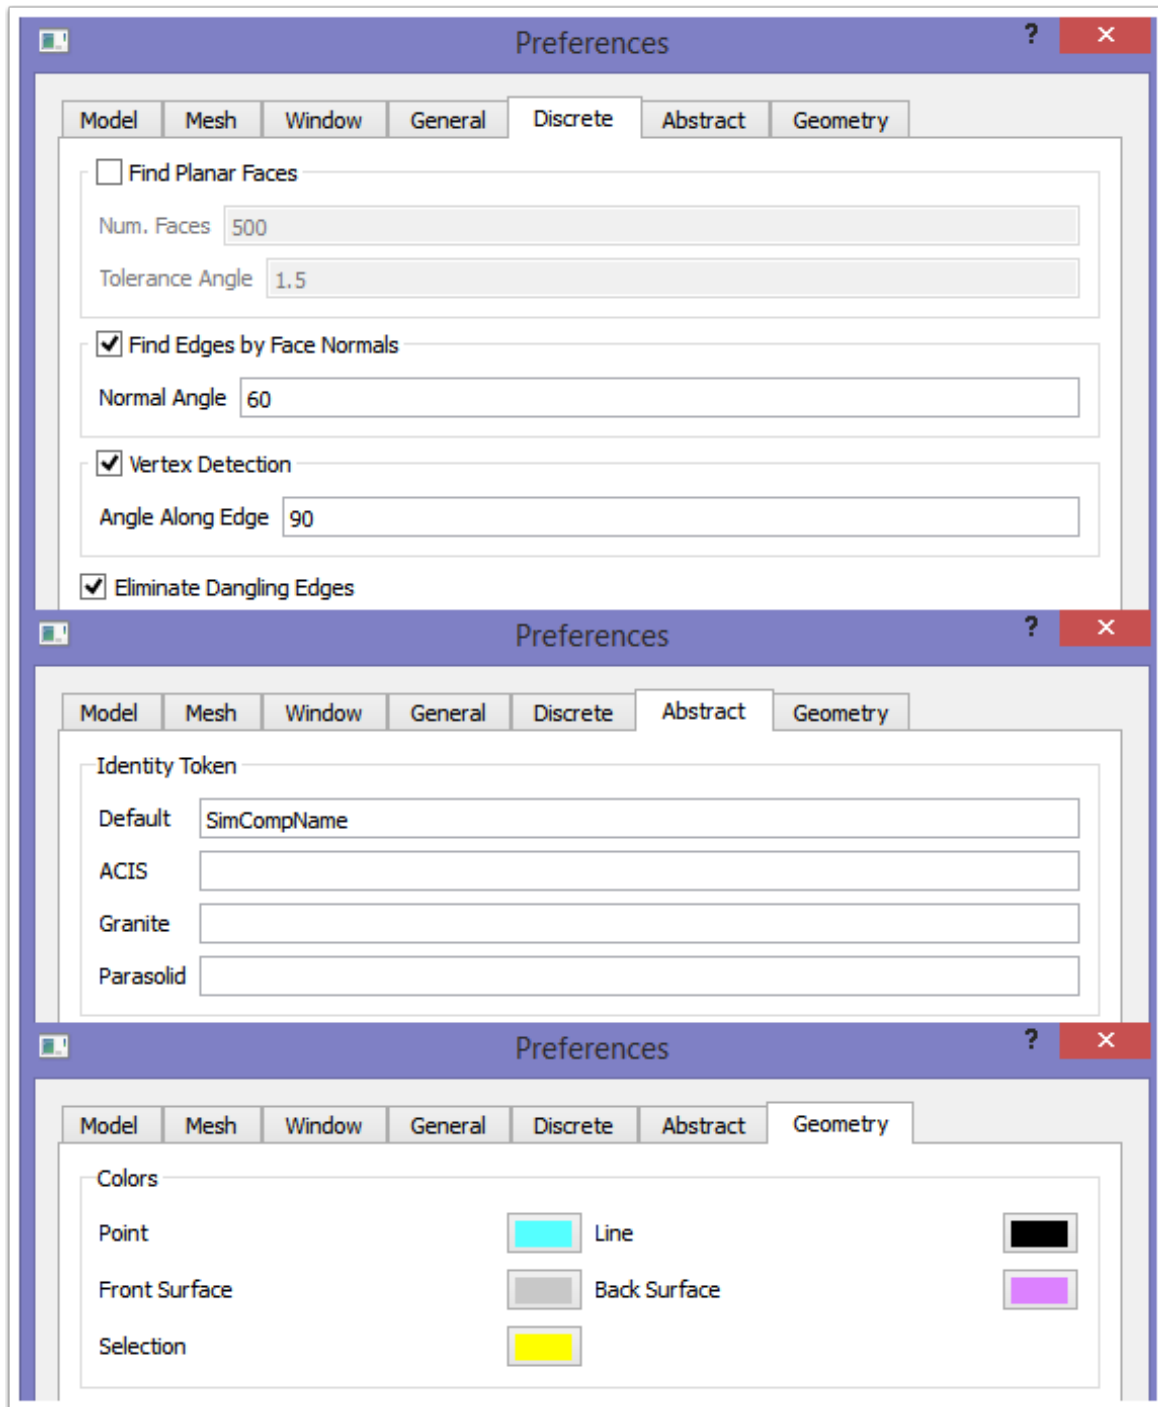 Preferences ?
Model Mesh Window General Discrete Abstract Geometry
Find Planar Faces
Num. Faces 500
Tolerance Angle 1.5
Find Edges by Face Normals
Normal Angle 60
Vertex Detection
Angle Along Edge 90
Eliminate Dangling Edges
Preferences ?
Model Mesh Window General Discrete Abstract Geometry
Identity Token
Default SimCompName
ACIS
Granite
Parasolid
Preferences ?
Model Mesh Window General Discrete Abstract Geometry
Colors
Point Line
Front Surface Back Surface
Selection